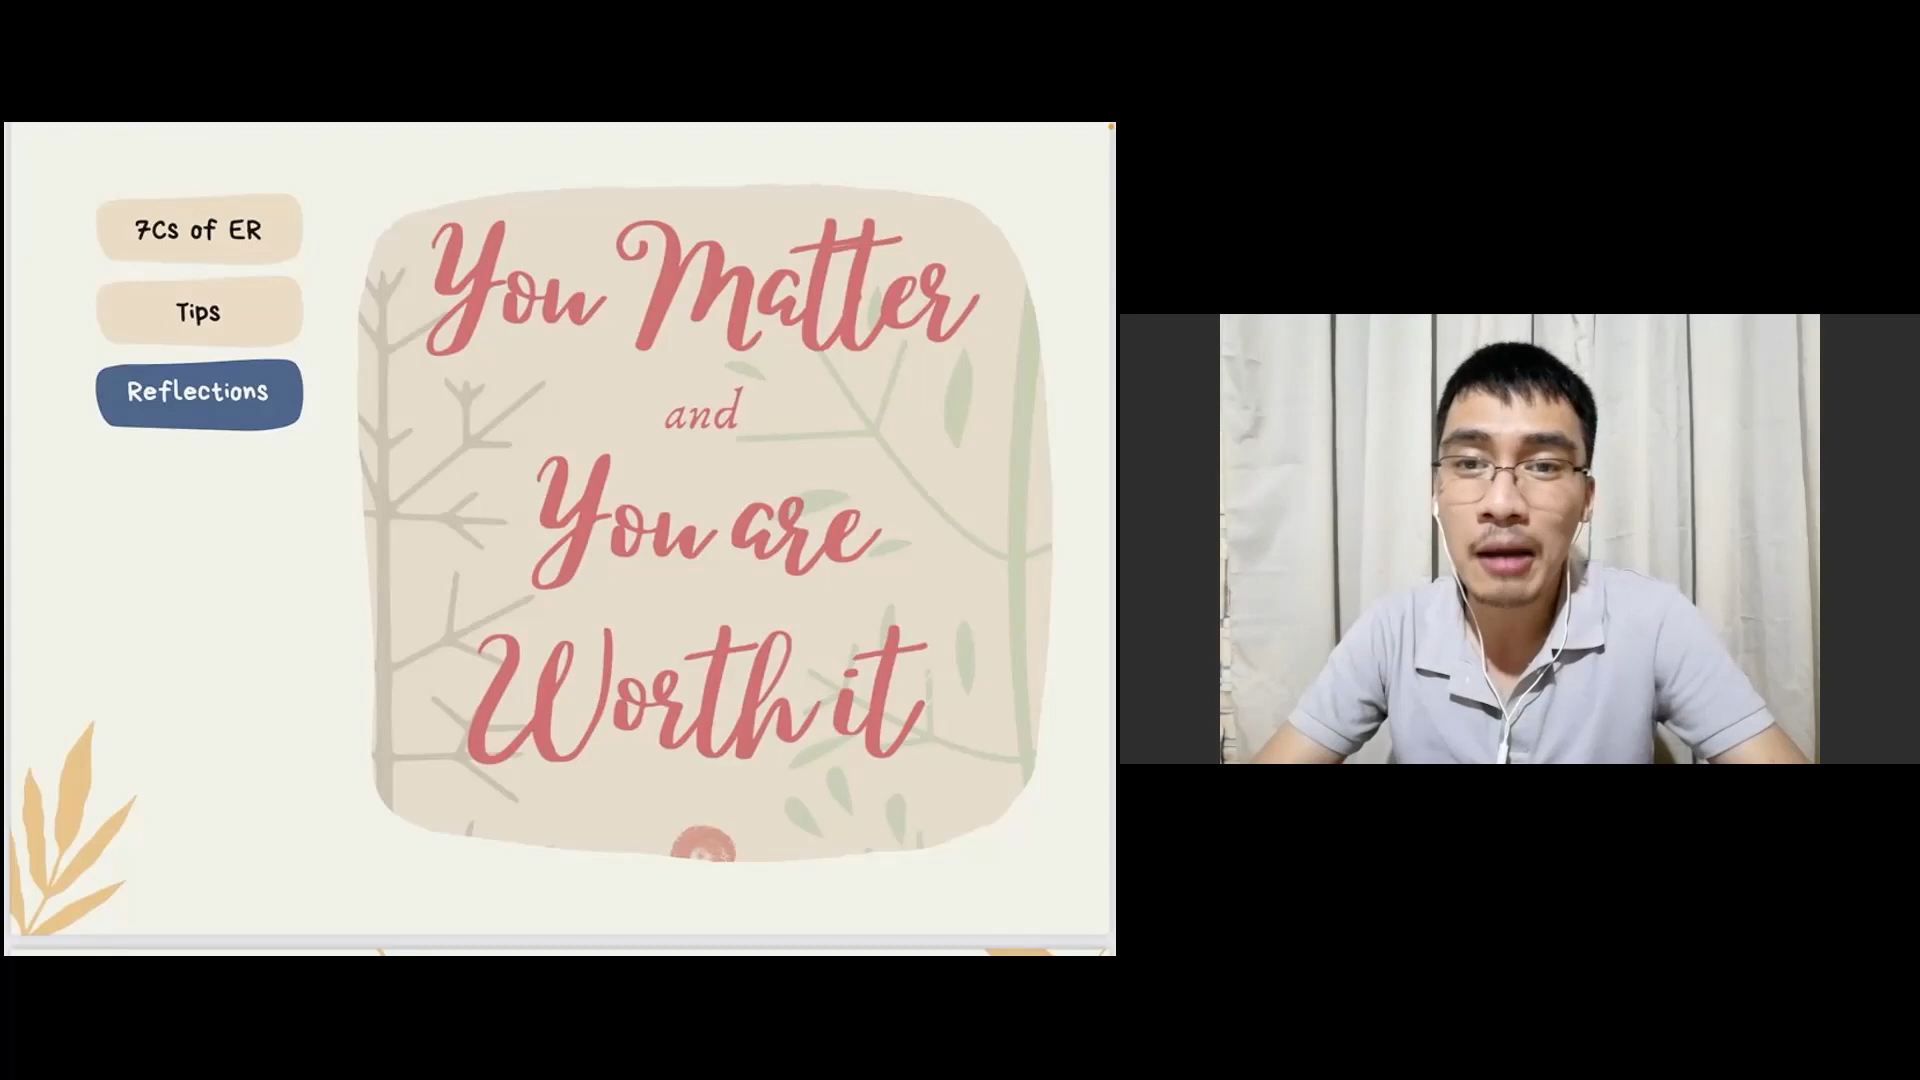 7Cs of ER
Tips
Reflections
You Matter
and
You are
Worth it